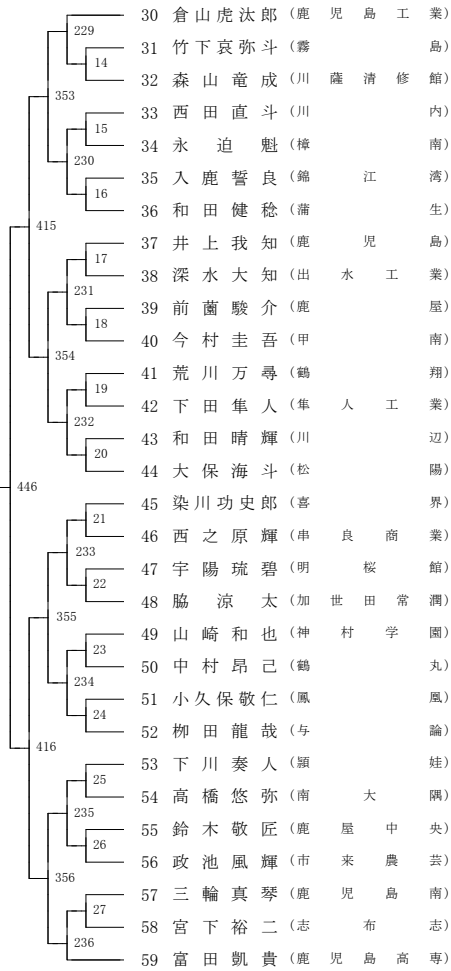 30 倉山虎汰郎 (鹿児島工業)
229
31 竹下哀弥斗 (霧島)
14
32 森山竜成 (川薩清修館)
353
33 西田直斗 (川内)
15
34 永迫魁 (樟南)
230
35 入鹿誓良 (錦江湾)
16
36 和田健稔 (蒲生)
415
37 井上我知 (鹿児島)
17
38 深水大知 (出水工業)
231
39 前薗駿介 (鹿屋)
18
40 今村圭吾 (甲南)
354
41 荒川万尋 (鶴翔)
19
42 下田隼人 (隼人工業)
232
43 和田晴輝 (川辺)
20
44 大保海斗 (松陽)
446
45 染川功史郎 (喜界)
21
46 西之原輝 (串良商業)
233
47 宇陽琉碧 (明桜館)
22
48 脇涼太 (加世田常潤)
355
49 山崎和也 (神村学園)
23
50 中村昂己 (鶴丸)
234
51 小久保敬仁 (鳳凰)
24
52 栁田龍哉 (与論)
416
53 下川奏人 (頴娃)
25
54 高橋悠弥 (南大隅)
235
55 鈴木敬匠 (鹿屋中央)
26
56 政池風輝 (市来農芸)
356
57 三輪真琴 (鹿児島南)
27
58 宮下裕二 (志布志)
236
59 富田凱貴 (鹿児島高専)